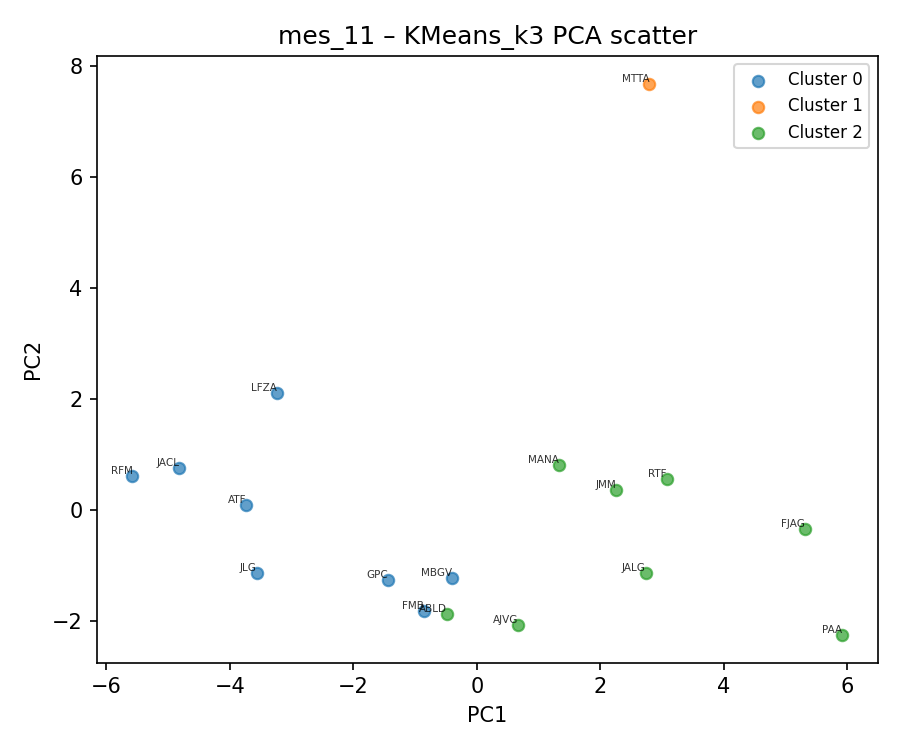 mes_11 – KMeans_k3 PCA scatter
8
MTTA
Cluster 0
Cluster 1
Cluster 2
6
4
PC2
2
LFZA
RFM
JACL
MANA
JMM
RTF
0
ATF
FJAG
JLG
GPC
MBGV
JALG
−2
ABLD
AJVG
PAA
−6
−4
−2
0
2
4
6
PC1